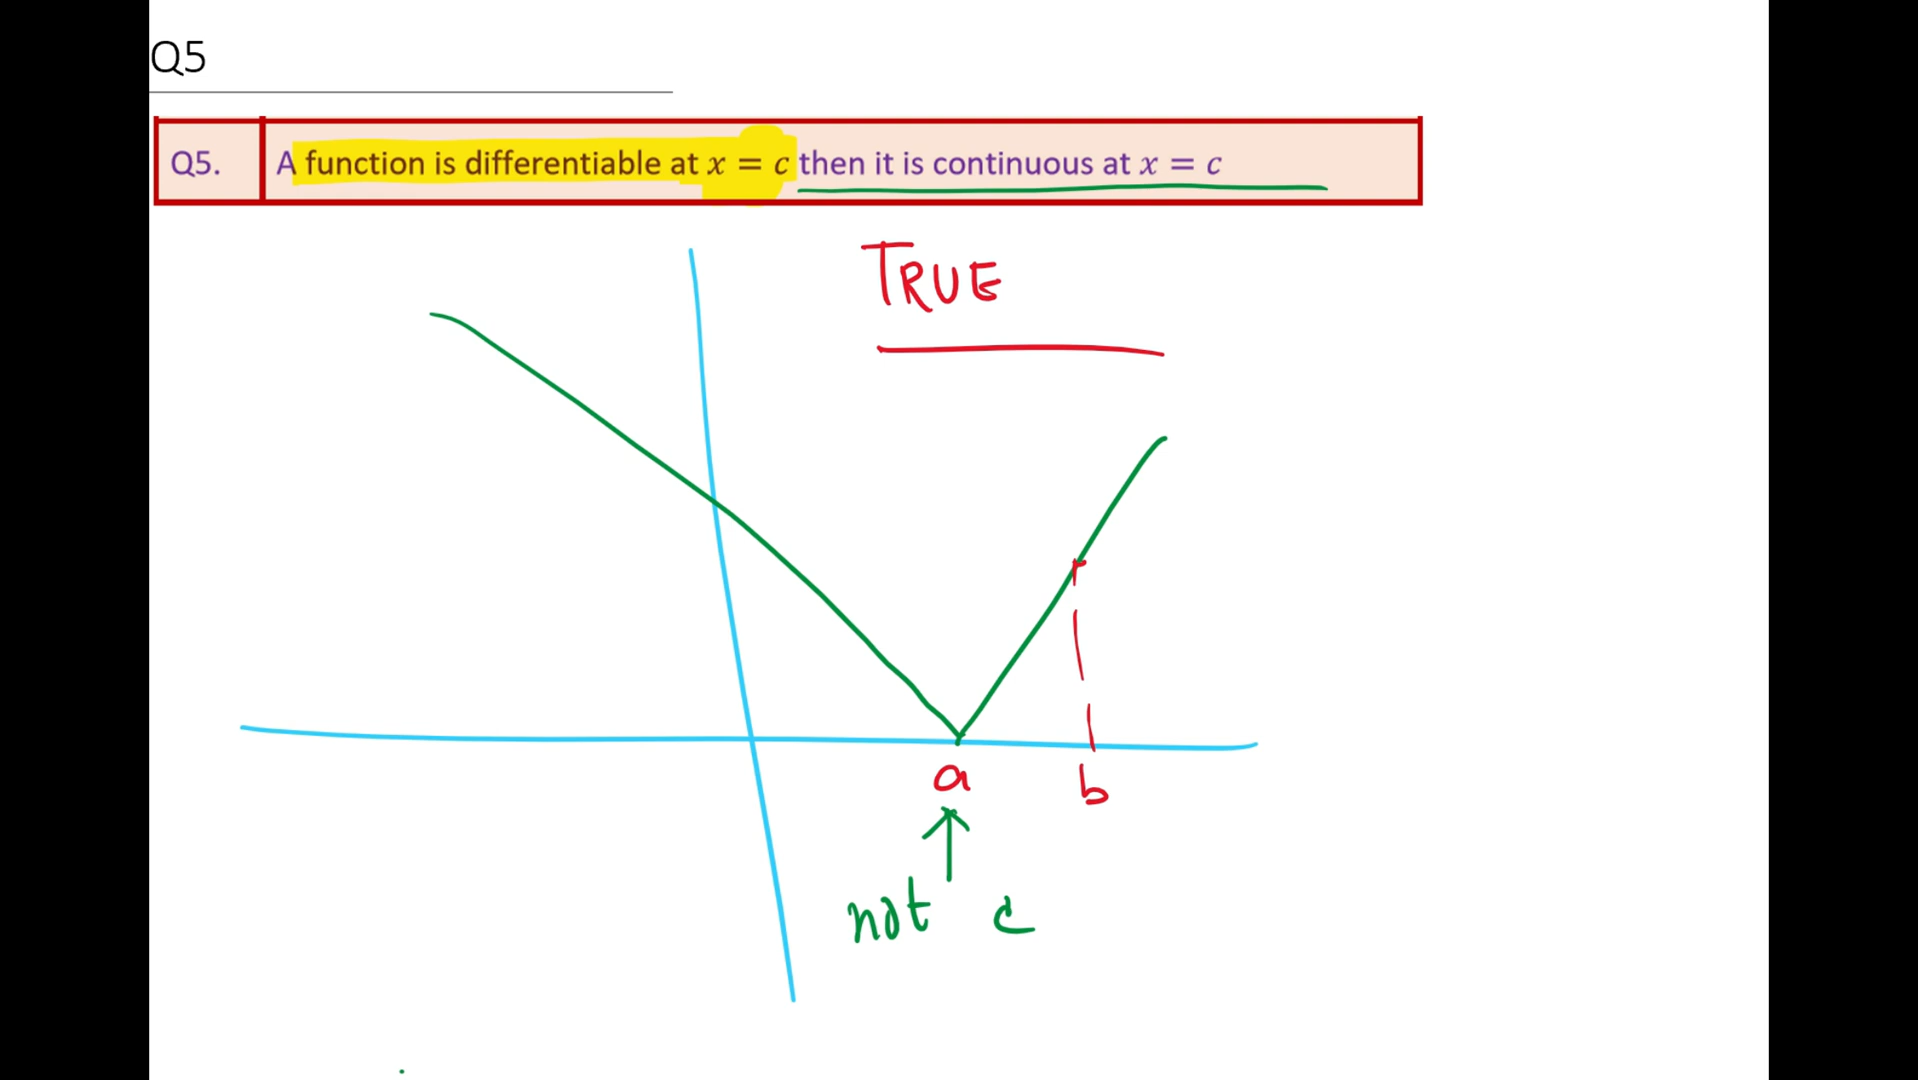 Q5
Q5. A function is differentiable at x = c then it is continuous at x = c
TRUE
a
b
not c